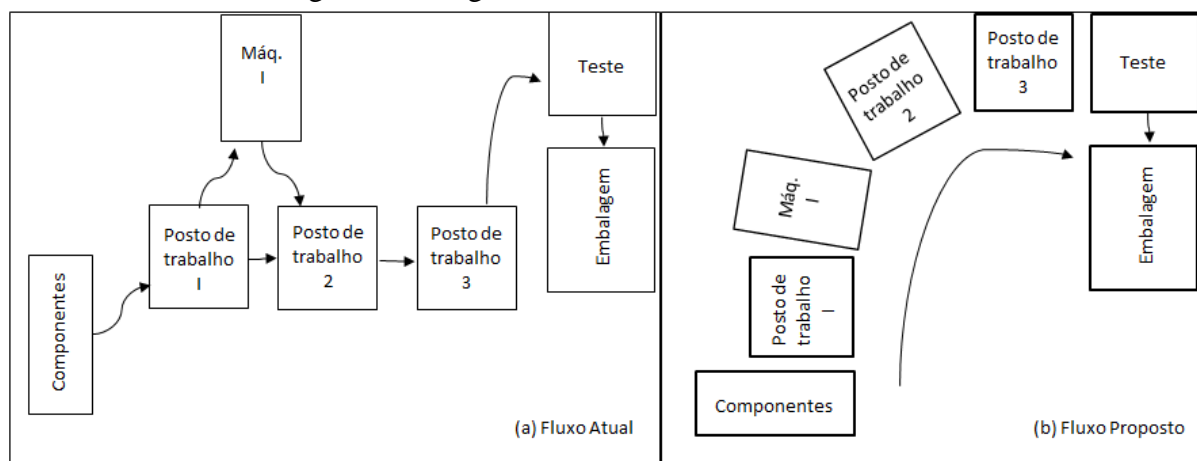 Máq.
I
Teste
Embalagem
Posto de
trabalho
I
Posto de
trabalho
2
Posto de
trabalho
3
Componentes
(a) Fluxo Atual
Posto de
trabalho
2
Posto de
trabalho
3
Teste
Máq.
I
Embalagem
Posto de
trabalho
I
Componentes
(b) Fluxo Proposto